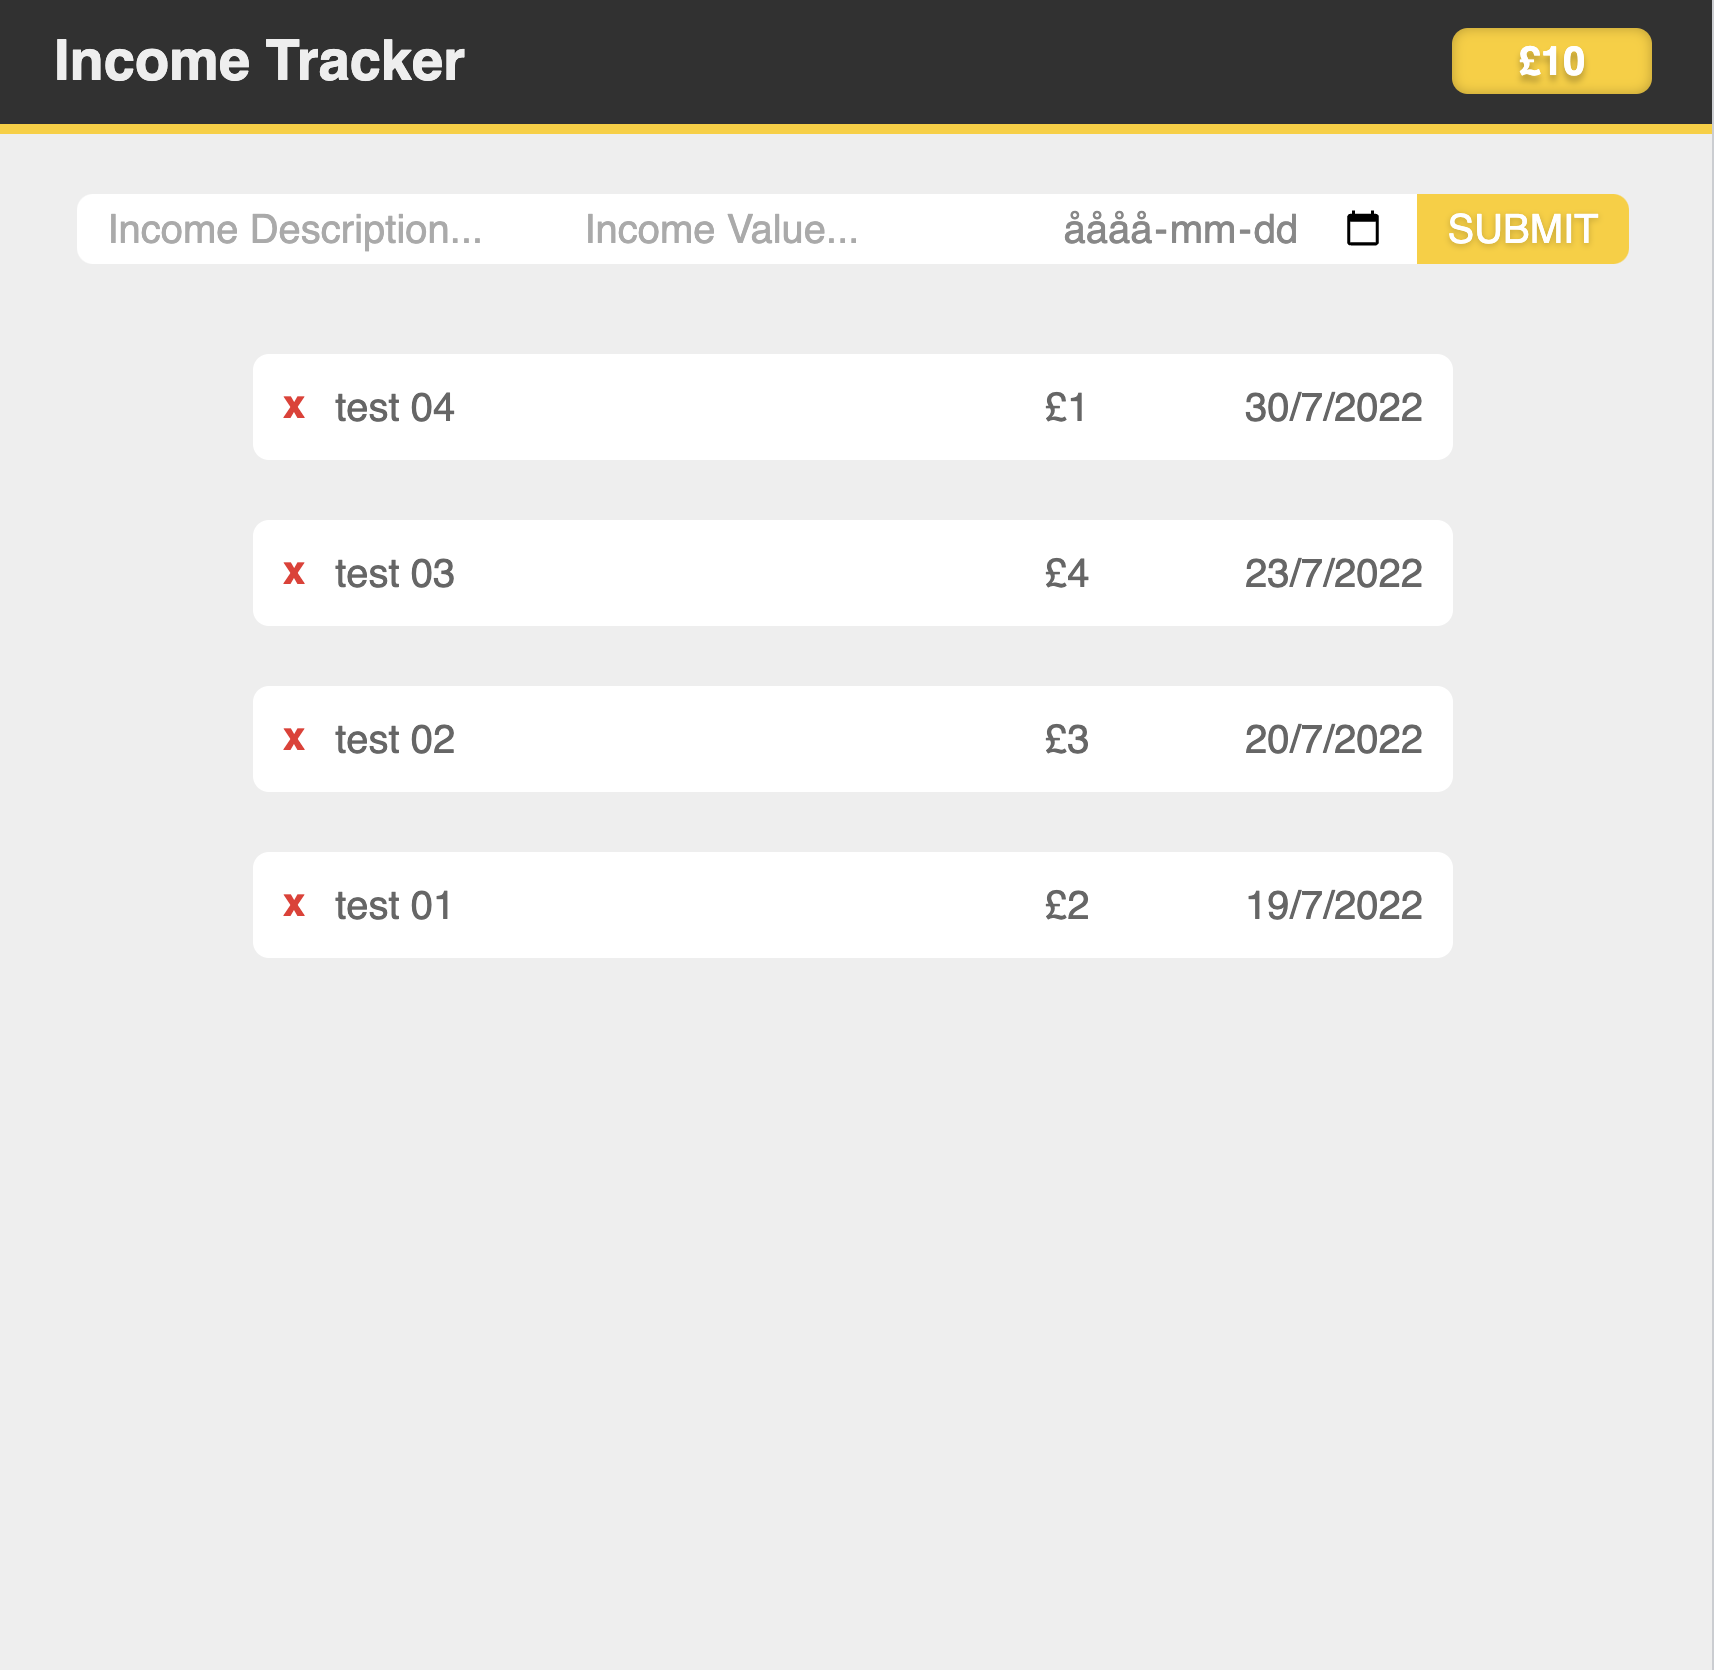 Income Tracker £10
Income Description... Income Value... åååå-mm-dd SUBMIT
x test 04 £1 30/7/2022
x test 03 £4 23/7/2022
x test 02 £3 20/7/2022
x test 01 £2 19/7/2022